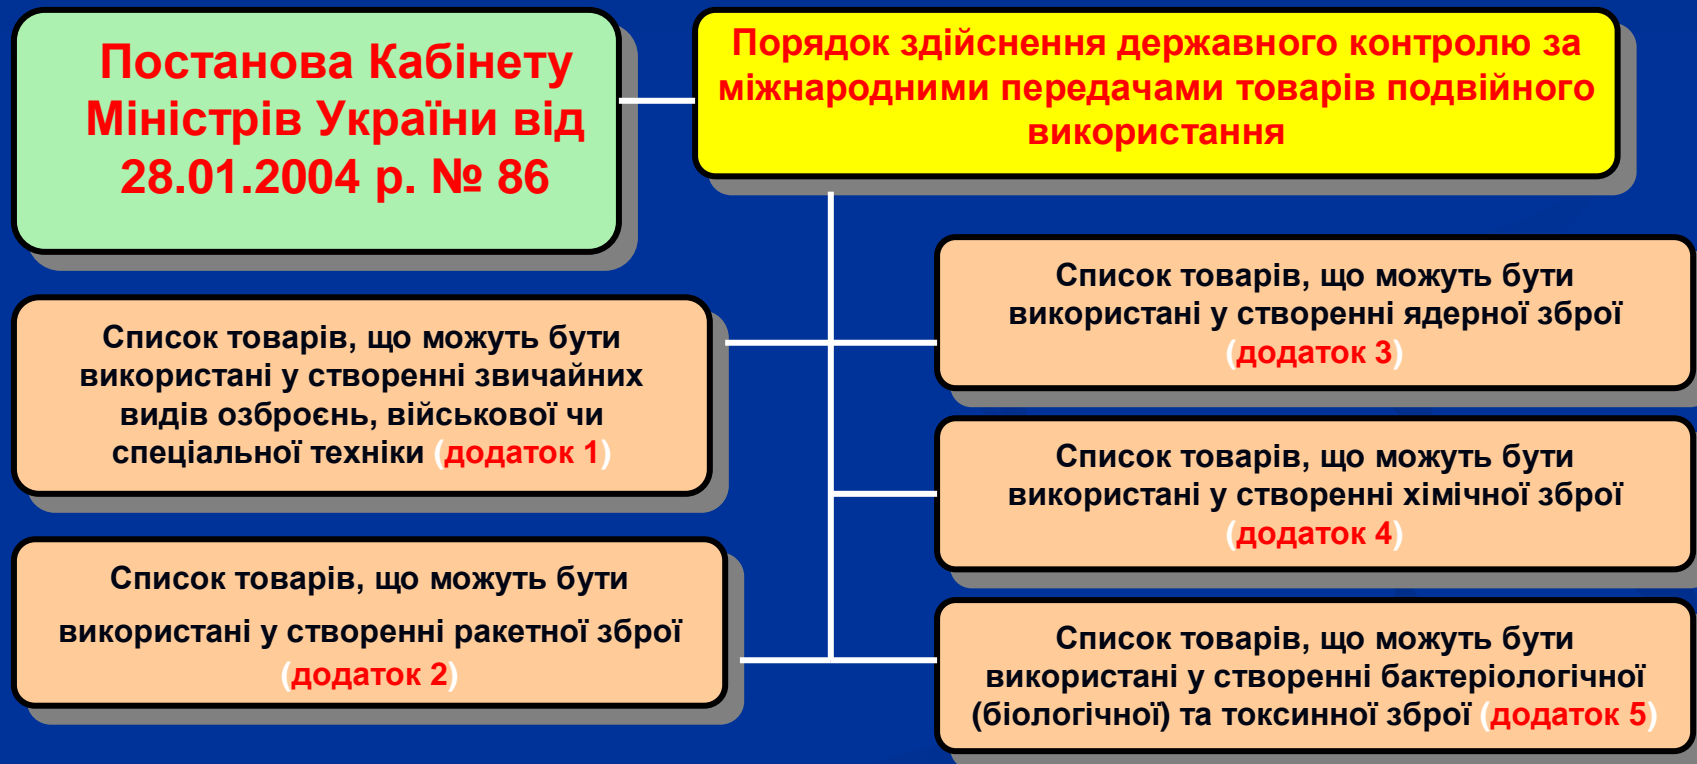 Постанова Кабінету
Міністрів України від
28.01.2004 р. № 86
Порядок здійснення державного контролю за
міжнародними передачами товарів подвійного
використання
Список товарів, що можуть бути
використані у створенні звичайних
видів озброєнь, військової чи
спеціальної техніки (додаток 1)
Список товарів, що можуть бути
використані у створенні ракетної зброї
(додаток 2)
Список товарів, що можуть бути
використані у створенні ядерної зброї
(додаток 3)
Список товарів, що можуть бути
використані у створенні хімічної зброї
(додаток 4)
Список товарів, що можуть бути
використані у створенні бактеріологічної
(біологічної) та токсинної зброї (додаток 5)